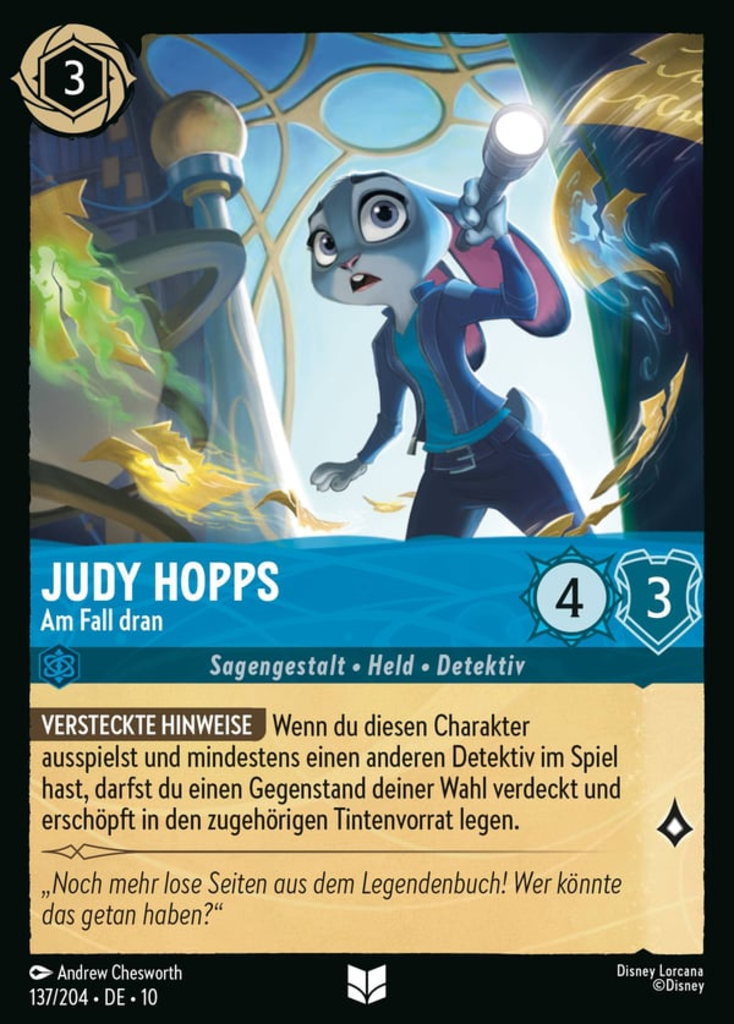 3
JUDY HOPPS
Am Fall dran
4
3
Sagengestalt • Held • Detektiv
VERSTECKTE HINWEISE Wenn du diesen Charakter
ausspielst und mindestens einen anderen Detektiv im Spiel
hast, darfst du einen Gegenstand deiner Wahl verdeckt und
erschöpft in den zugehörigen Tintenvorrat legen.
„Noch mehr lose Seiten aus dem Legendenbuch! Wer könnte
das getan haben?“
Andrew Chesworth
137/204 • DE • 10
Disney Lorcana
©Disney